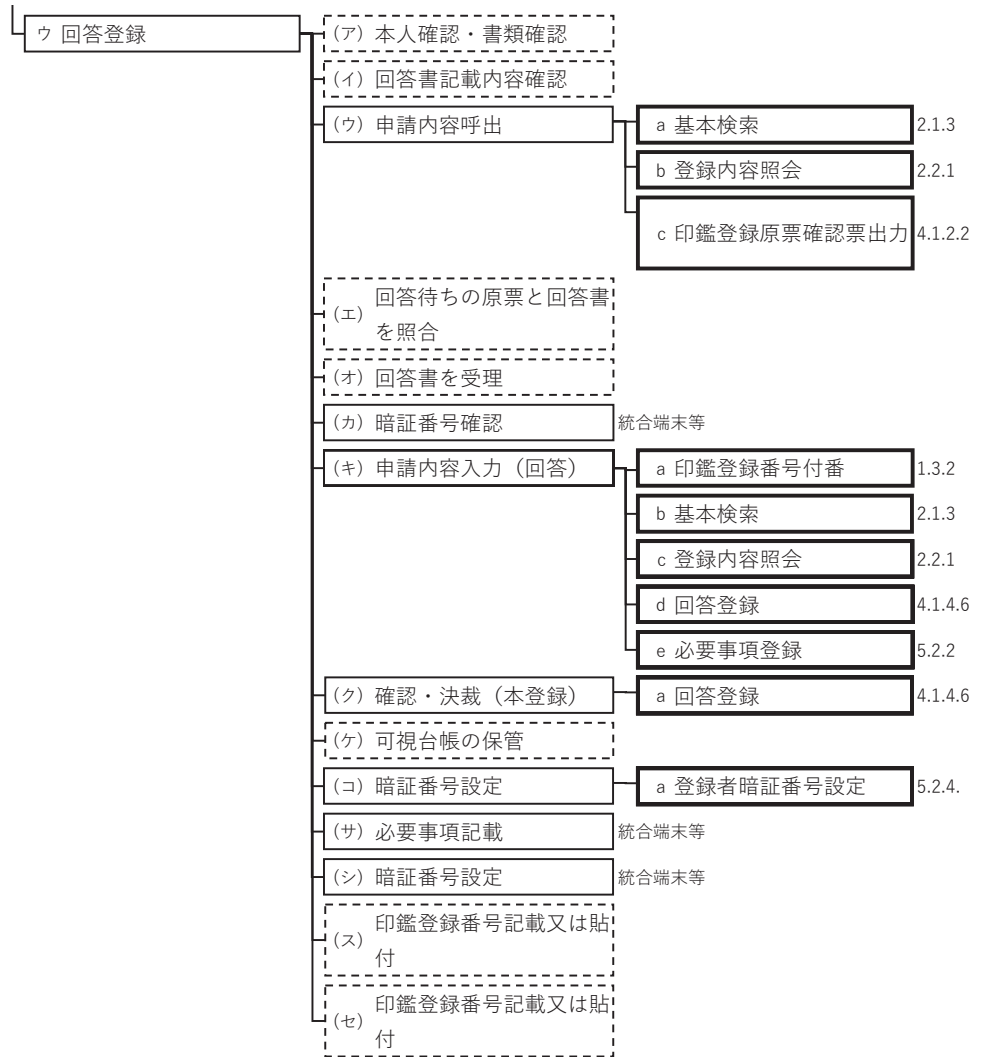 ウ 回答登録
(ア) 本人確認・書類確認
(イ) 回答書記載内容確認
(ウ) 申請内容呼出
a 基本検索 2.1.3
b 登録内容照会 2.2.1
c 印鑑登録原票確認票出力 4.1.2.2
(エ) 回答待ちの原票と回答書
を照合
(オ) 回答書を受理
(カ) 暗証番号確認 統合端末等
(キ) 申請内容入力（回答）
a 印鑑登録番号付番 1.3.2
b 基本検索 2.1.3
c 登録内容照会 2.2.1
d 回答登録 4.1.4.6
e 必要事項登録 5.2.2
(ク) 確認・決裁（本登録）
a 回答登録 4.1.4.6
(ケ) 可視台帳の保管
(コ) 暗証番号設定
a 登録者暗証番号設定 5.2.4.
(サ) 必要事項記載 統合端末等
(シ) 暗証番号設定 統合端末等
(ス) 印鑑登録番号記載又は貼
付
(セ) 印鑑登録番号記載又は貼
付